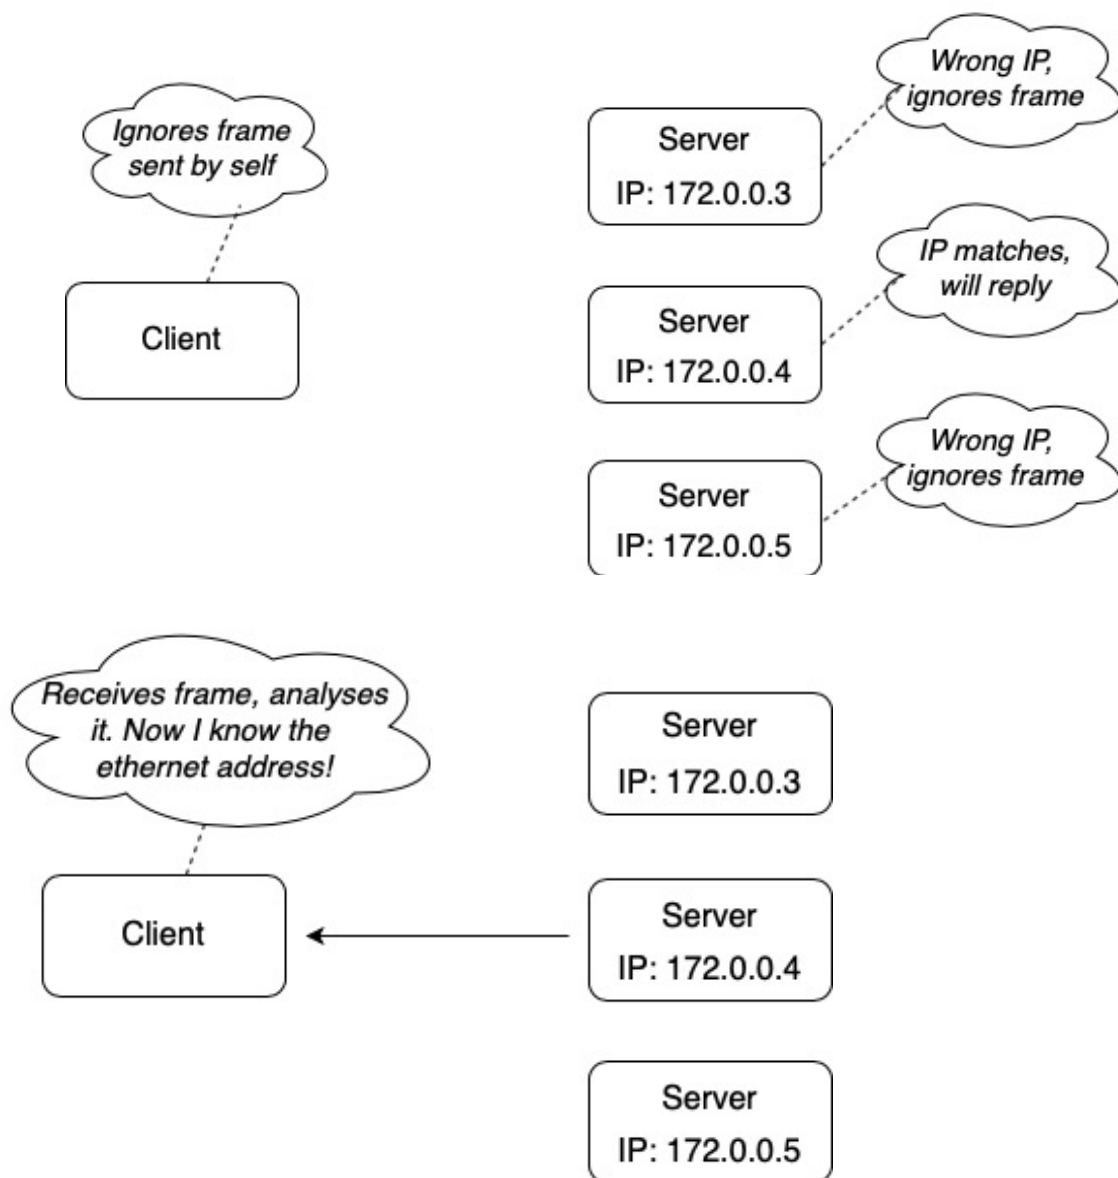 Wrong IP,
ignores frame
Ignores frame
sent by self
Server
IP: 172.0.0.3
IP matches,
will reply
Client
Server
IP: 172.0.0.4
Wrong IP,
ignores frame
Server
IP: 172.0.0.5
Receives frame, analyses
it. Now I know the
ethernet address!
Server
IP: 172.0.0.3
Client
Server
IP: 172.0.0.4
Server
IP: 172.0.0.5